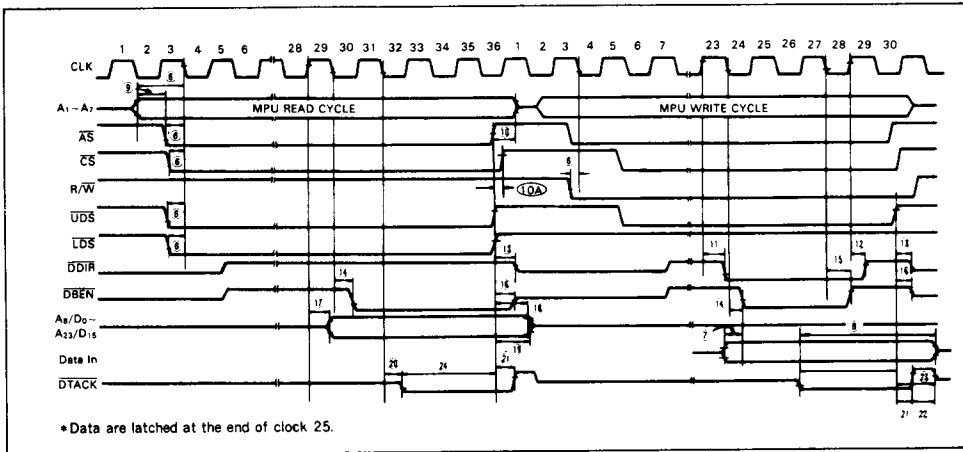 1 2 3 4 5 6 28 29 30 31 32 33 34 35 36 1 2 3 4 5 6 7 23 24 25 26 27 28 29 30
CLK
8
9
A1~A7 MPU READ CYCLE MPU WRITE CYCLE
AS 6 10
CS 6 6
R/W 10A
UDS 6
LDS 6
DDIR 13 11 12 13
DBEN 14 16 14 15 16
A8/D0~ 17 18
A23/D15
7 8
19
Data In
20 24 21 23
DTACK
21 22
*Data are latched at the end of clock 25.